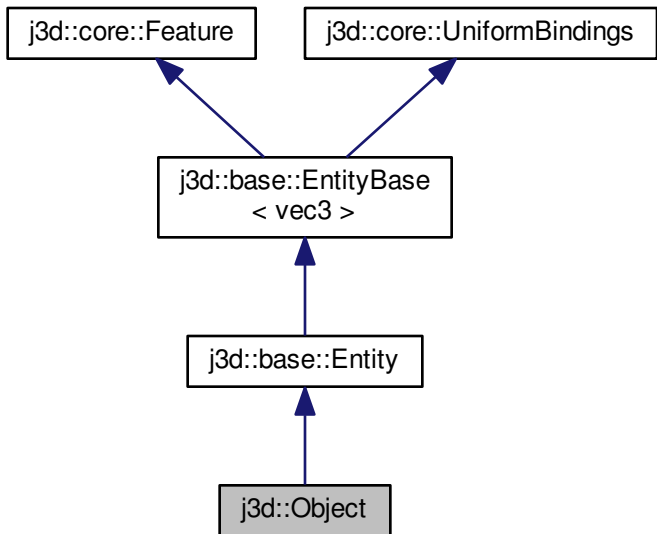 j3d::core::Feature
j3d::core::UniformBindings
j3d::base::EntityBase
< vec3 >
j3d::base::Entity
j3d::Object